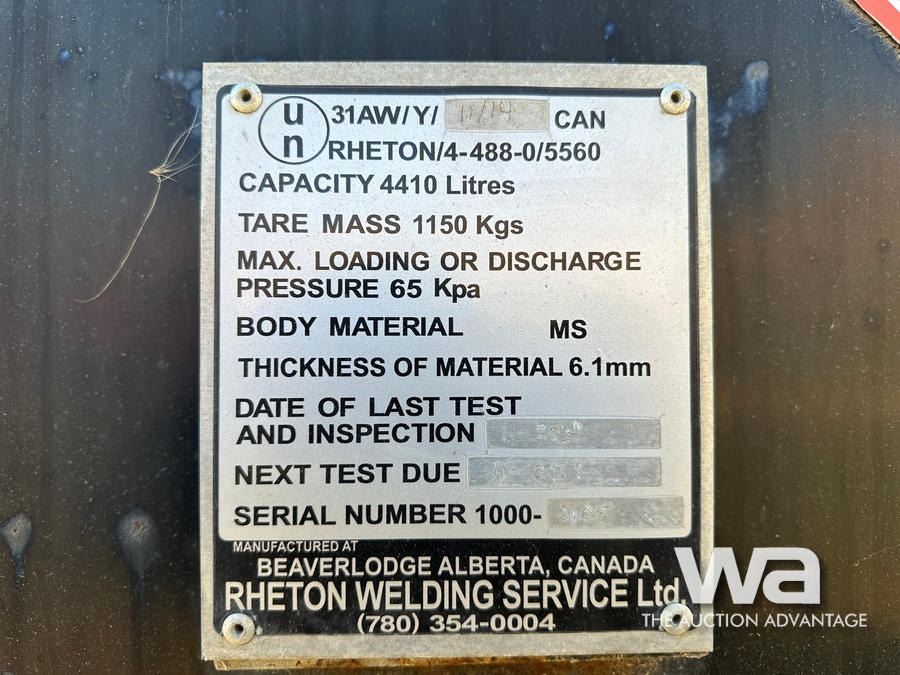 un 31AW/Y/ CAN
RHETON/4-488-0/5560
CAPACITY 4410 Litres
TARE MASS 1150 Kgs
MAX. LOADING OR DISCHARGE
PRESSURE 65 Kpa
BODY MATERIAL MS
THICKNESS OF MATERIAL 6.1mm
DATE OF LAST TEST
AND INSPECTION
NEXT TEST DUE
SERIAL NUMBER 1000-
MANUFACTURED AT
BEAVERLODGE ALBERTA, CANADA
RHETON WELDING SERVICE Ltd.
(780) 354-0004
wa
THE AUCTION ADVANTAGE